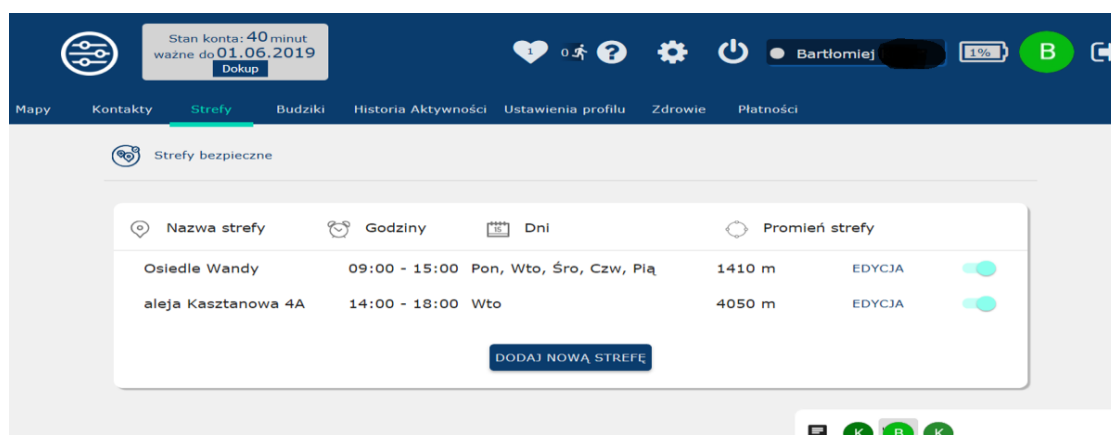 Stan konta: 40 minut
ważne do 01.06.2019
Dokup
1
0
?
Bartłomiej
1%
B
Mapy Kontakty Strefy Budziki Historia Aktywności Ustawienia profilu Zdrowie Płatności
Strefy bezpieczne
Nazwa strefy Godziny 15 Dni Promień strefy
Osiedle Wandy 09:00 - 15:00 Pon, Wto, Śro, Czw, Pią 1410 m EDYCJA
aleja Kasztanowa 4A 14:00 - 18:00 Wto 4050 m EDYCJA
DODAJ NOWĄ STREFĘ
K B K